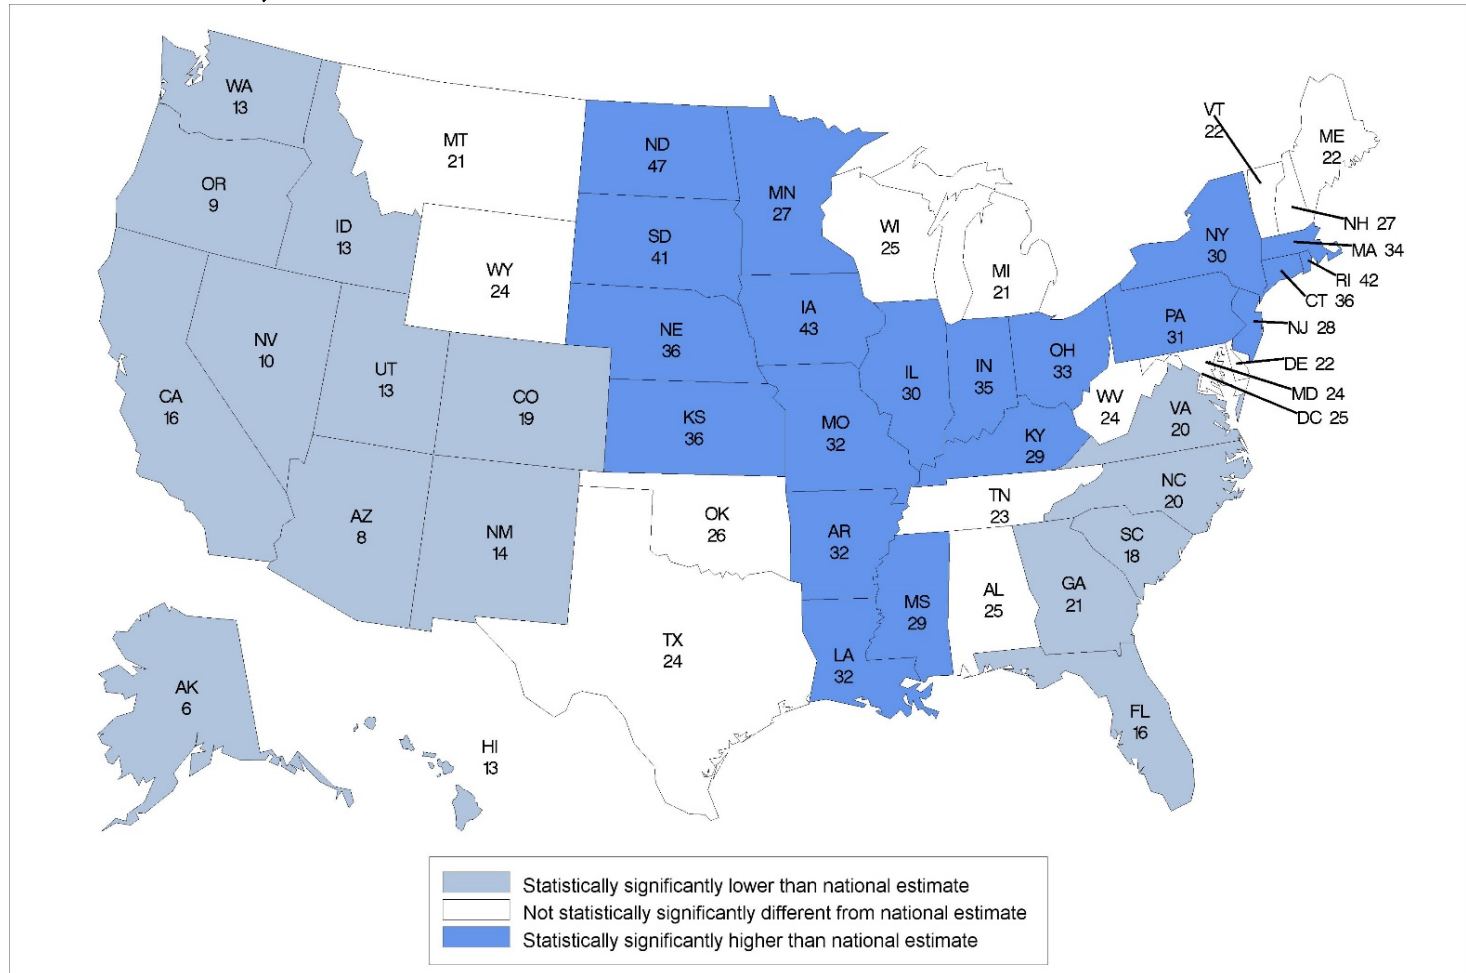 WA
13
MT
21
ND
47
MN
27
VT
22
ME
22
OR
9
ID
13
WY
24
SD
41
WI
25
MI
21
NY
30
NH 27
MA 34
RI 42
CT 36
NJ 28
DE 22
MD 24
DC 25
NV
10
UT
13
CA
16
CO
19
NE
36
IA
43
IL
30
IN
35
OH
33
PA
31
WV
24
VA
20
KS
36
MO
32
KY
29
NC
20
TN
23
SC
18
AZ
8
NM
14
OK
26
AR
32
MS
29
AL
25
GA
21
TX
24
LA
32
FL
16
AK
6
HI
13
Statistically significantly lower than national estimate
Not statistically significantly different from national estimate
Statistically significantly higher than national estimate